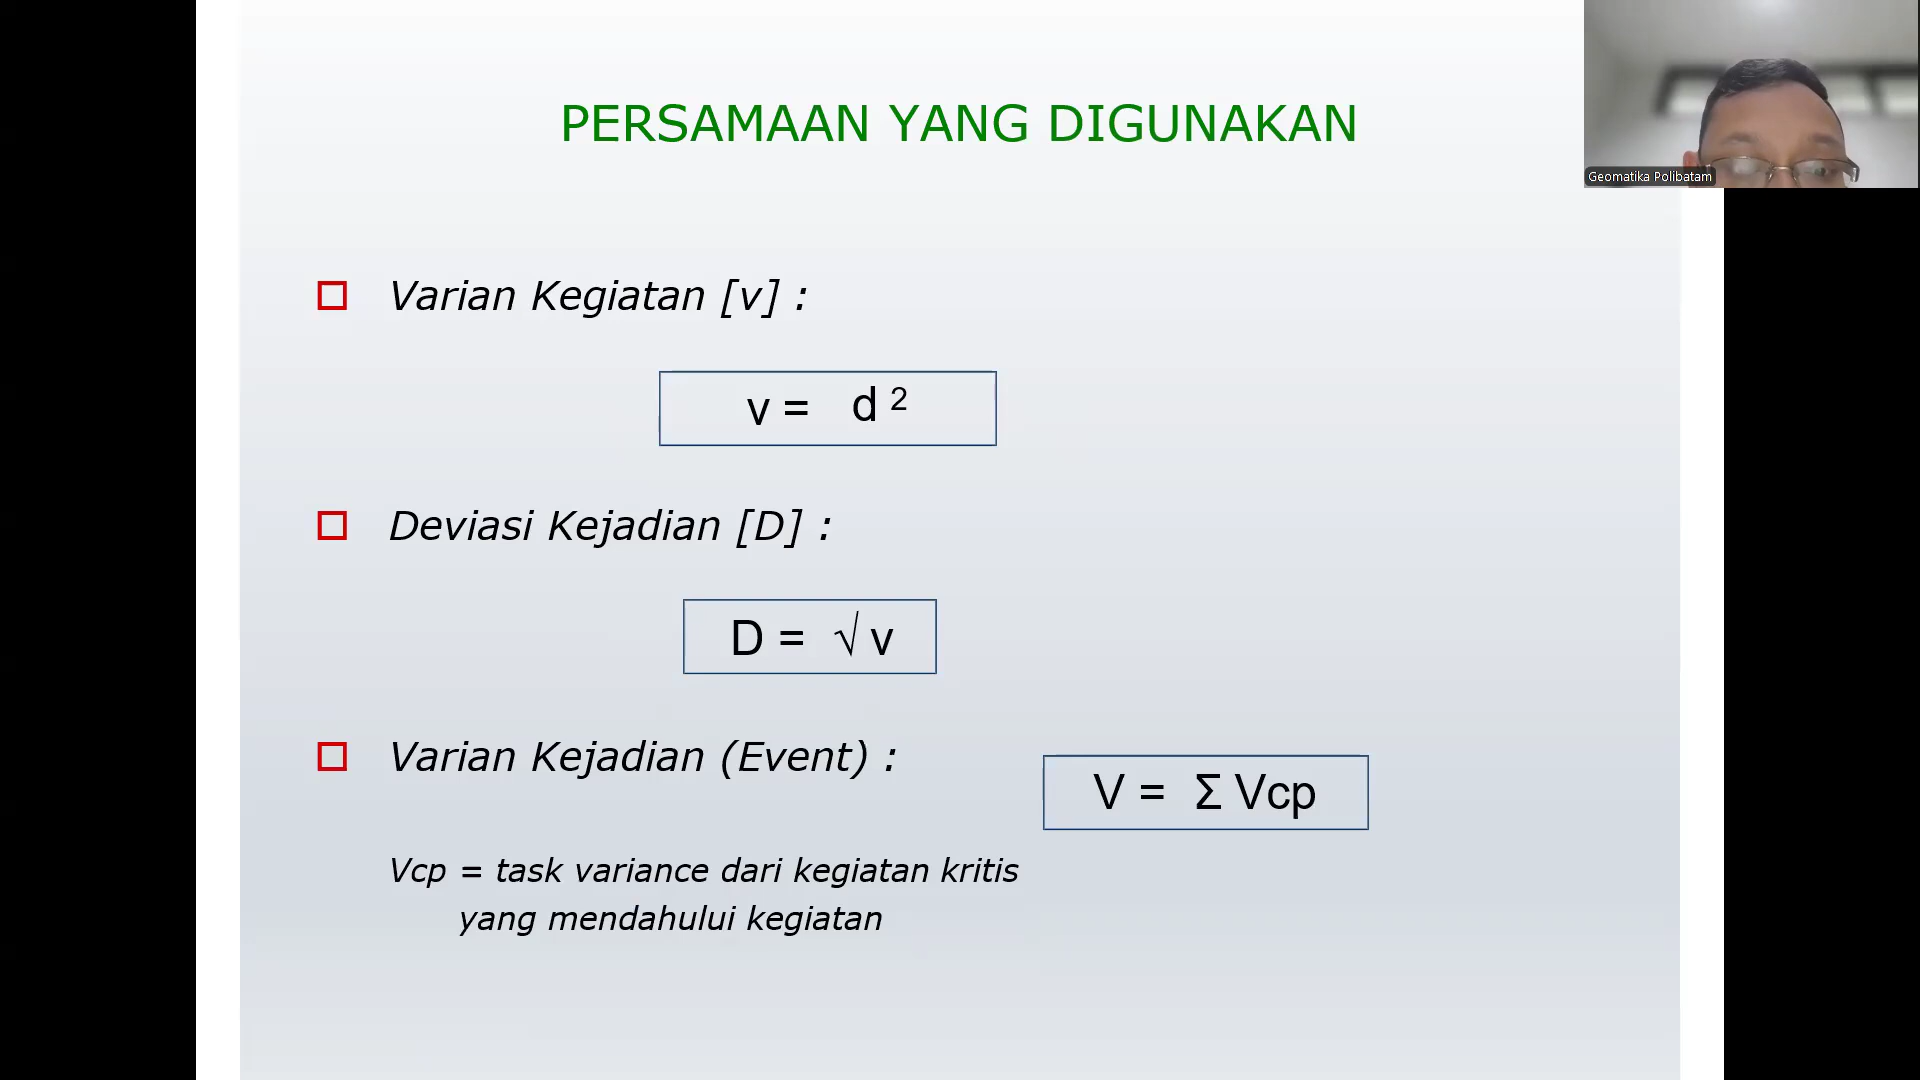 PERSAMAAN YANG DIGUNAKAN
Geomatika Polibatam
Varian Kegiatan [v] :
v = d ²
Deviasi Kejadian [D] :
D = √ v
Varian Kejadian (Event) :
V = Σ Vcp
Vcp = task variance dari kegiatan kritis
yang mendahului kegiatan